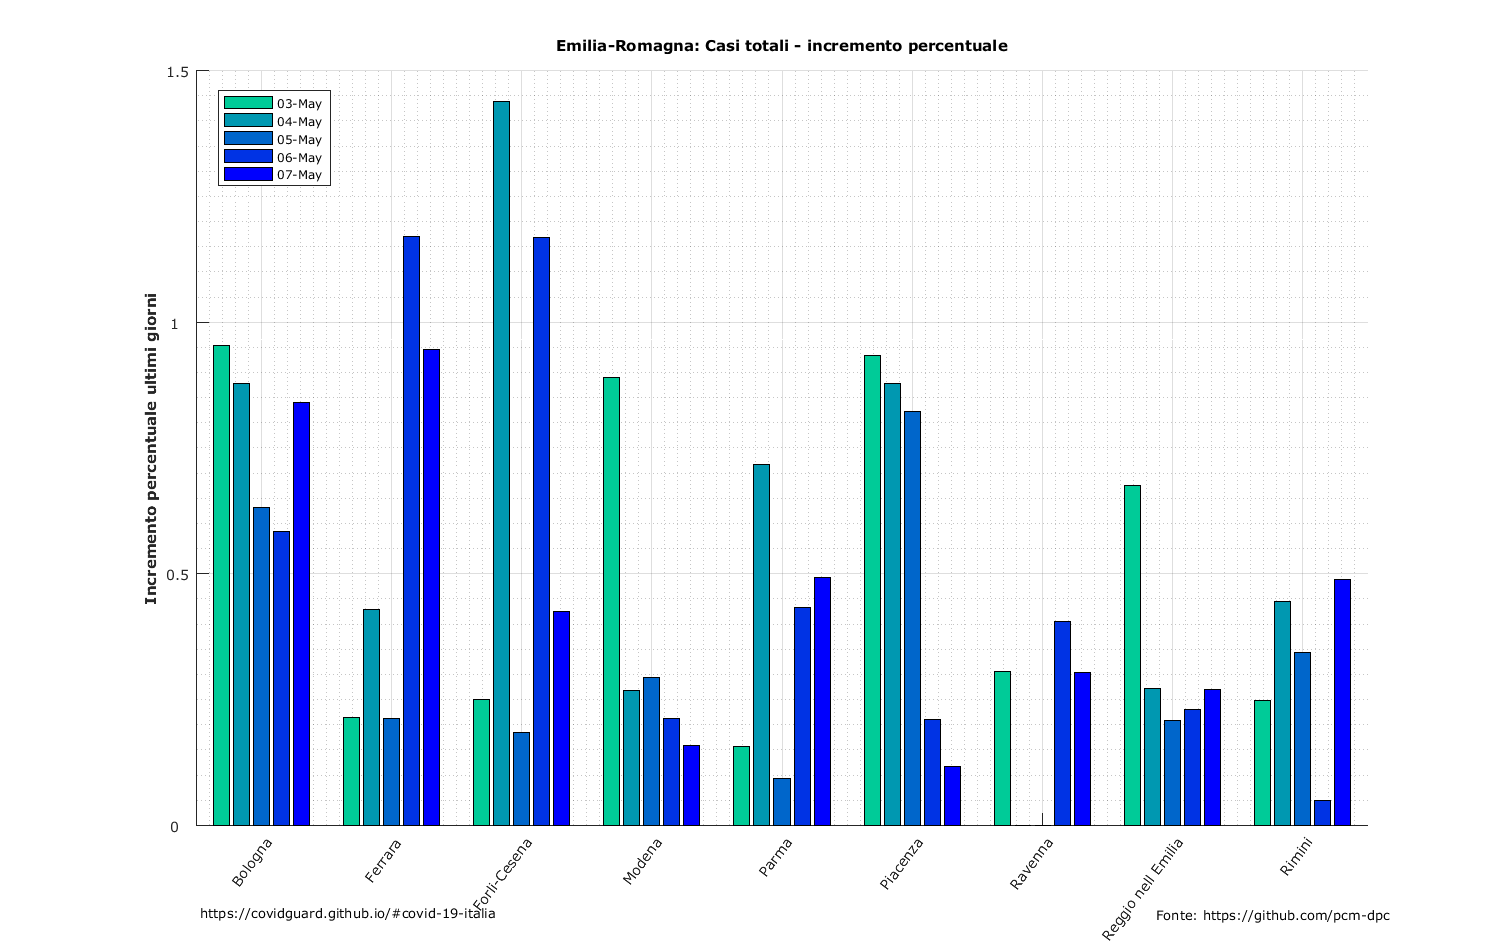 Emilia-Romagna: Casi totali - incremento percentuale
1.5
1
0.5
0
Incremento percentuale ultimi giorni
03-May
04-May
05-May
06-May
07-May
Bologna
Ferrara
Forlì-Cesena
Modena
Parma
Piacenza
Ravenna
Reggio nell Emilia
Rimini
https://covidguard.github.io/#covid-19-italia
Fonte: https://github.com/pcm-dpc